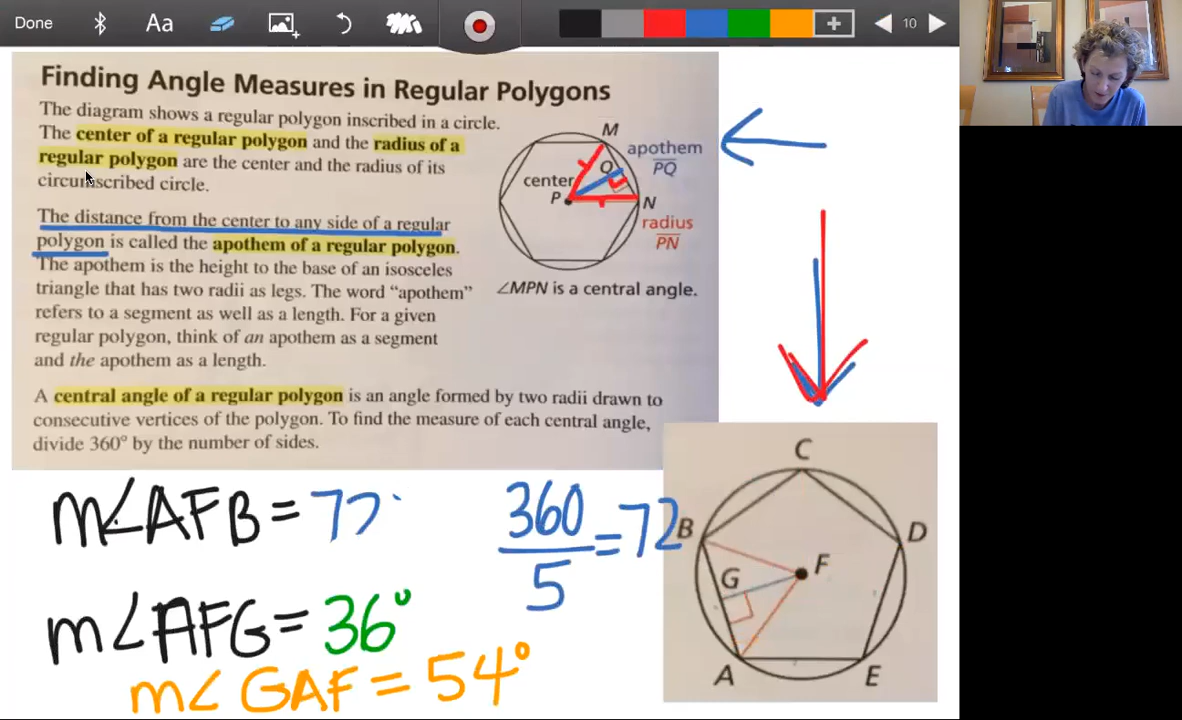 Done
Aa
10
Finding Angle Measures in Regular Polygons
The diagram shows a regular polygon inscribed in a circle.
The center of a regular polygon and the radius of a
regular polygon are the center and the radius of its
circumscribed circle.
The distance from the center to any side of a regular
polygon is called the apothem of a regular polygon.
The apothem is the height to the base of an isosceles
triangle that has two radii as legs. The word “apothem”
refers to a segment as well as a length. For a given
regular polygon, think of an apothem as a segment
and the apothem as a length.
M
apothem
PQ
Q
center
P
N
radius
PN
∠MPN is a central angle.
A central angle of a regular polygon is an angle formed by two radii drawn to
consecutive vertices of the polygon. To find the measure of each central angle,
divide 360° by the number of sides.
m∠AFB = 72°
360/5 = 72
m∠AFG = 36°
m∠GAF = 54°
C
B
D
G
F
A
E